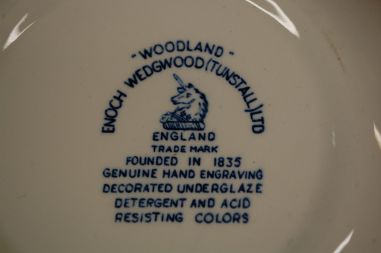 - WOODLAND -
ENOCH WEDGWOOD (TUNSTALL) LTD
ENGLAND
TRADE MARK
FOUNDED IN 1835
GENUINE HAND ENGRAVING
DECORATED UNDERGLAZE
DETERGENT AND ACID
RESISTING COLORS